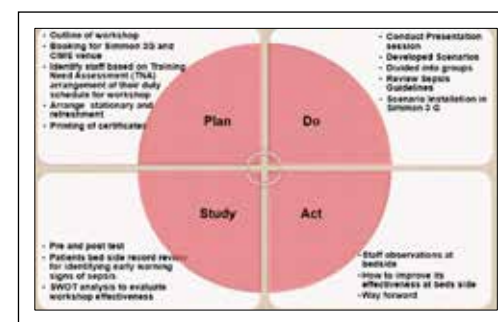 • Outline of workshop
• Booking for Simmon 3G and
CIME venue
• Identify staff based on Training
Need Assessment (TNA)
arrangement of their duty
schedule for workshop
• Arrange stationary and
refreshment
• Printing of certificates
• Conduct Presentation
session
• Developed Scenarios
• Divided into groups
• Review Sepsis
Guidelines
• Scenario Installation in
Simmon 3 G
Plan
Do
Study
Act
• Pre and post test
• Patients bed side record review
for identifying early warning
signs of sepsis
• SWOT analysis to evaluate
workshop effectiveness
• Staff observations at
bedside
• How to improve its
effectiveness at beds side
• Way forward